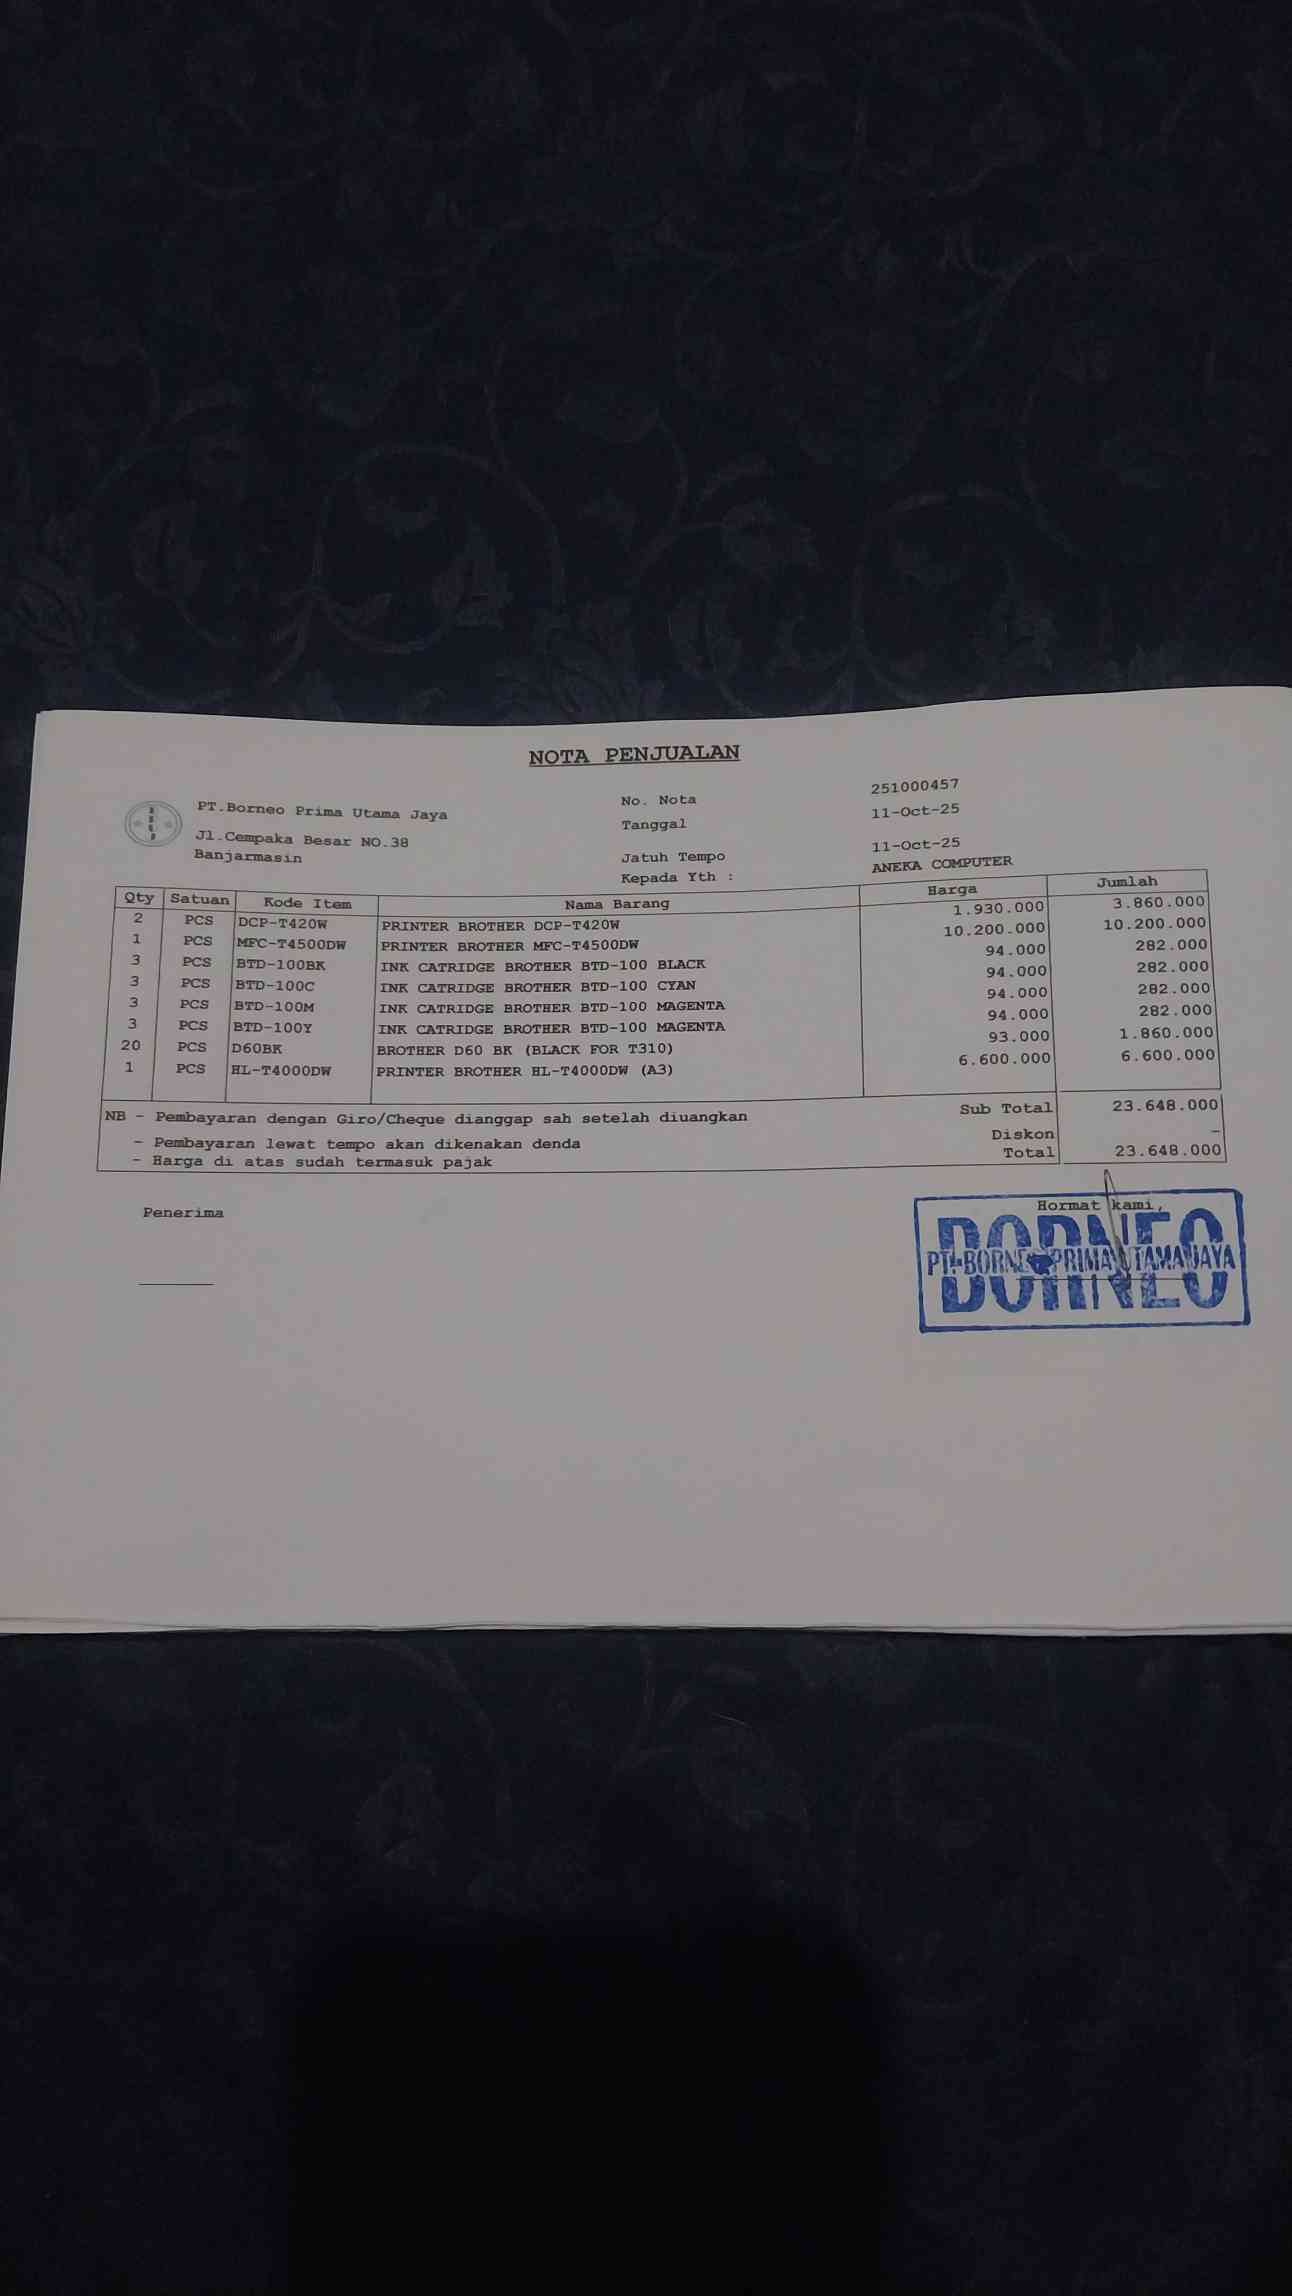 NOTA PENJUALAN
PT.Borneo Prima Utama Jaya
Jl.Cempaka Besar NO.38
Banjarmasin
No. Nota 251000457
Tanggal 11-Oct-25
Jatuh Tempo 11-Oct-25
Kepada Yth : ANEKA COMPUTER
Qty Satuan Kode Item Nama Barang Harga Jumlah
2 PCS DCP-T420W PRINTER BROTHER DCP-T420W 1.930.000 3.860.000
1 PCS MFC-T4500DW PRINTER BROTHER MFC-T4500DW 10.200.000 10.200.000
3 PCS BTD-100BK INK CATRIDGE BROTHER BTD-100 BLACK 94.000 282.000
3 PCS BTD-100C INK CATRIDGE BROTHER BTD-100 CYAN 94.000 282.000
3 PCS BTD-100M INK CATRIDGE BROTHER BTD-100 MAGENTA 94.000 282.000
3 PCS BTD-100Y INK CATRIDGE BROTHER BTD-100 MAGENTA 94.000 282.000
20 PCS D60BK BROTHER D60 BK (BLACK FOR T310) 93.000 1.860.000
1 PCS HL-T4000DW PRINTER BROTHER HL-T4000DW (A3) 6.600.000 6.600.000
NB - Pembayaran dengan Giro/Cheque dianggap sah setelah diuangkan Sub Total 23.648.000
- Pembayaran lewat tempo akan dikenakan denda Diskon -
- Harga di atas sudah termasuk pajak Total 23.648.000
Penerima Hormat kami,
BORNEO
PT. BORNEO PRIMA UTAMA JAYA